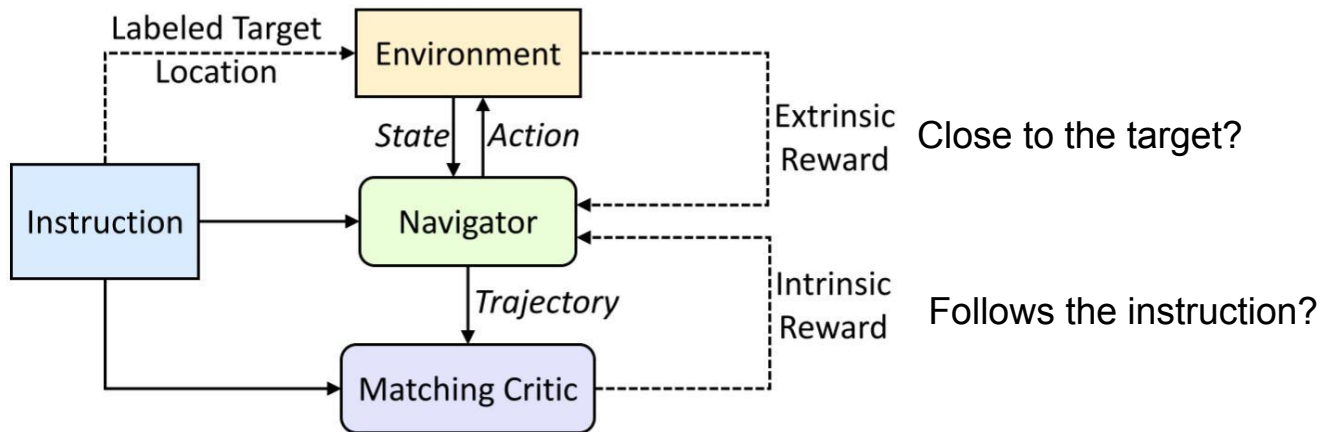 Labeled Target
Location
Environment
State
Action
Extrinsic
Reward
Close to the target?
Instruction
Navigator
Trajectory
Intrinsic
Reward
Follows the instruction?
Matching Critic